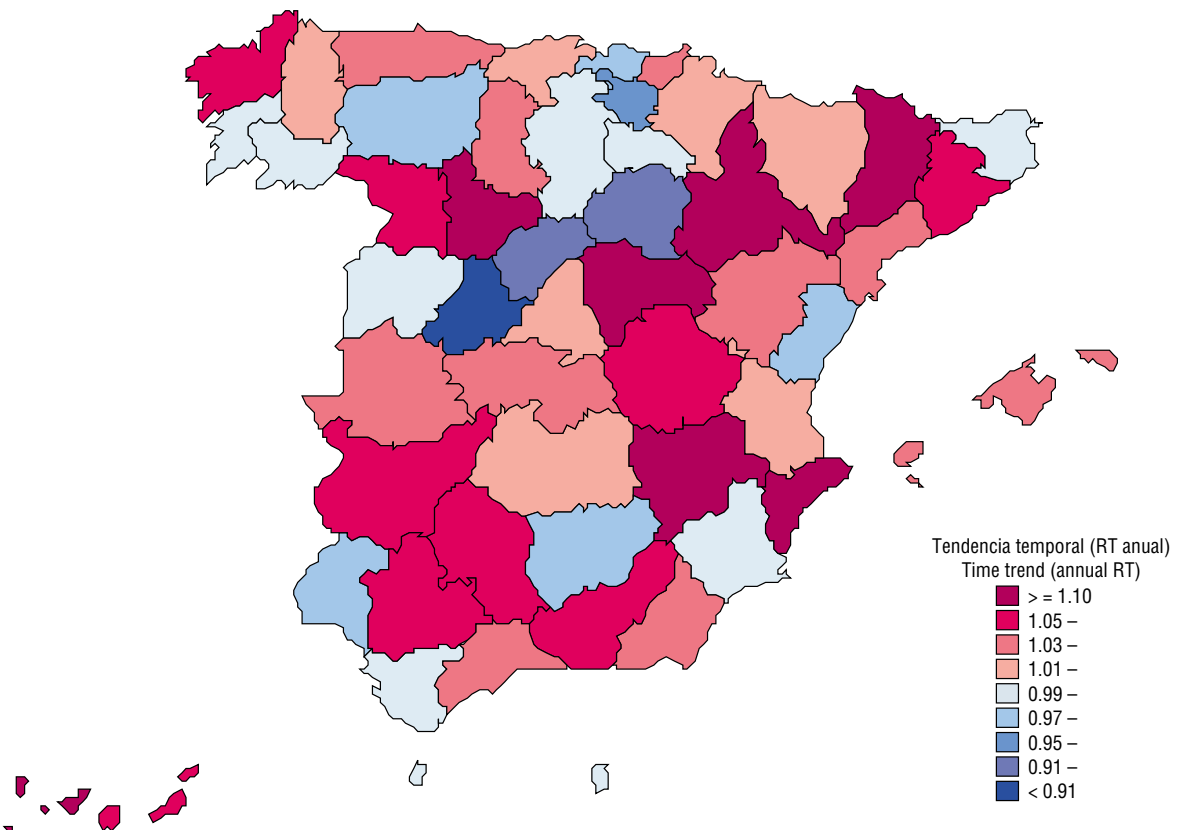 Tendencia temporal (RT anual)
Time trend (annual RT)
> = 1.10
1.05 –
1.03 –
1.01 –
0.99 –
0.97 –
0.95 –
0.91 –
< 0.91